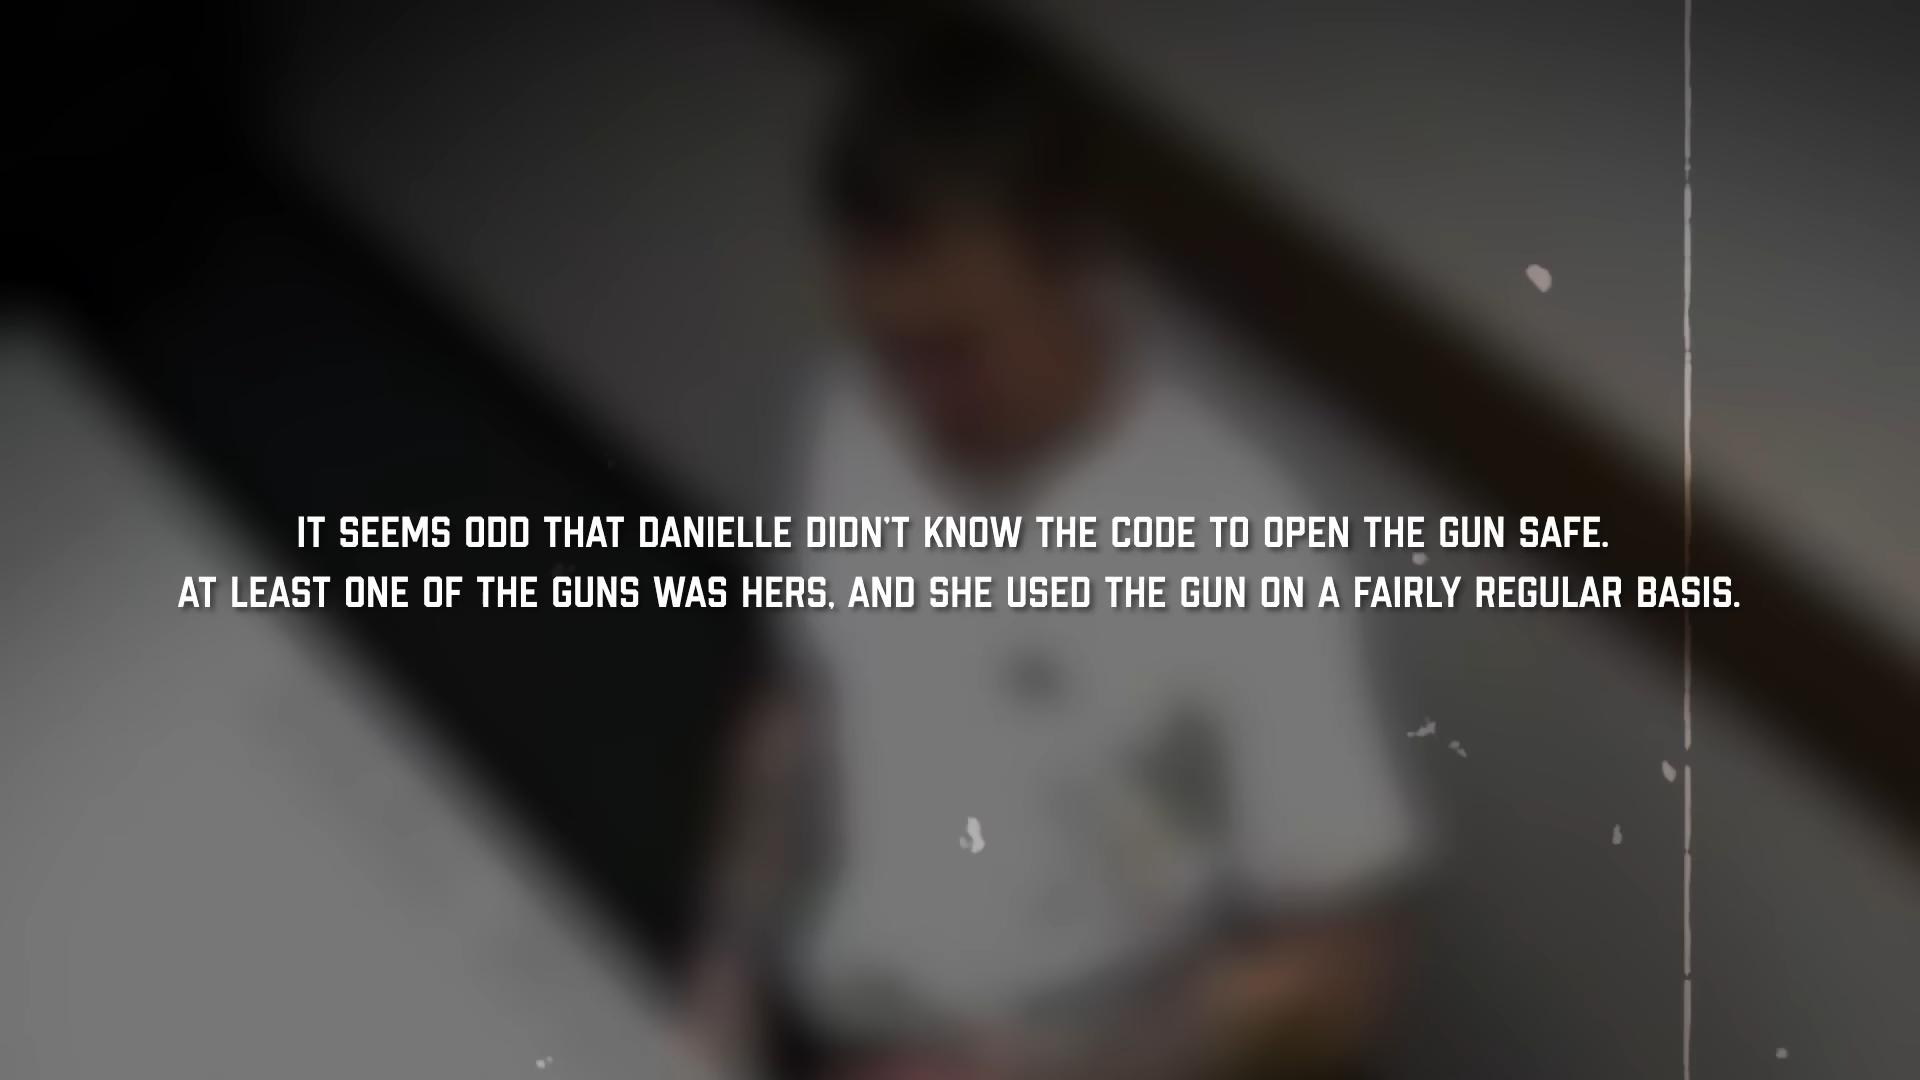 IT SEEMS ODD THAT DANIELLE DIDN'T KNOW THE CODE TO OPEN THE GUN SAFE.
AT LEAST ONE OF THE GUNS WAS HERS, AND SHE USED THE GUN ON A FAIRLY REGULAR BASIS.